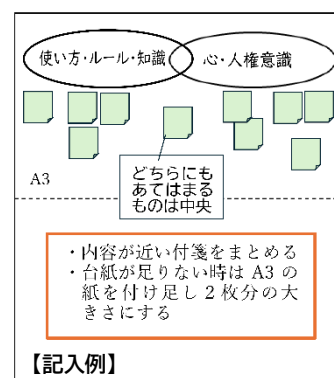 使い方・ルール・知識
心・人権意識
A3
どちらにも
あてはまる
ものは中央
・内容が近い付箋をまとめる
・台紙が足りない時は A3 の
紙を付け足し 2 枚分の大
きさにする
【記入例】